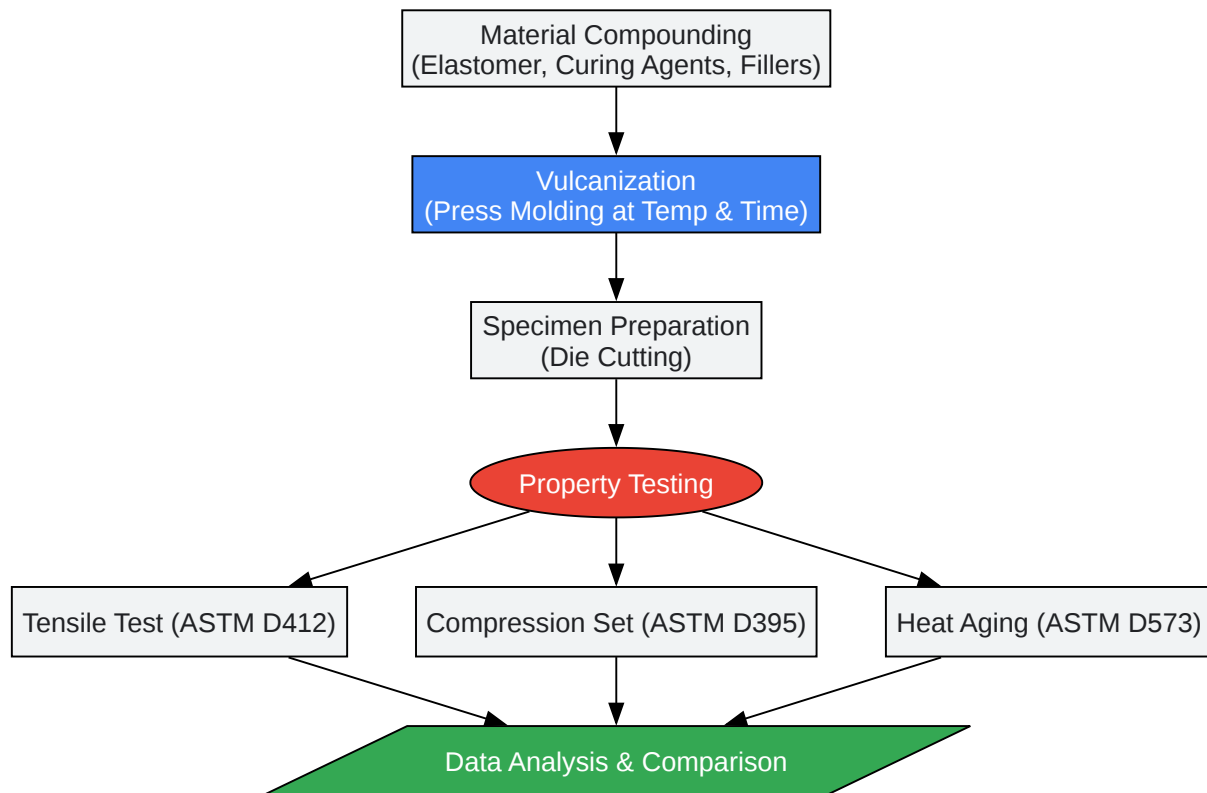 Material Compounding
(Elastomer, Curing Agents, Fillers)
Vulcanization
(Press Molding at Temp & Time)
Specimen Preparation
(Die Cutting)
Property Testing
Tensile Test (ASTM D412)
Compression Set (ASTM D395)
Heat Aging (ASTM D573)
Data Analysis & Comparison